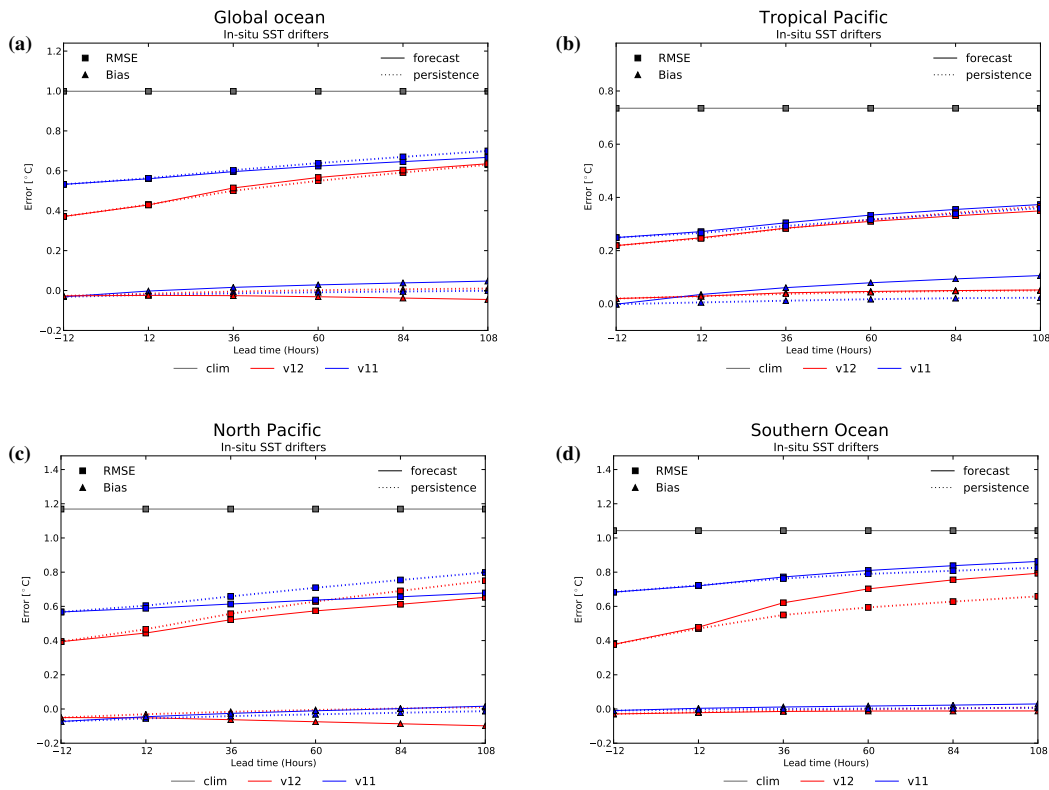 Global ocean
(a)
In-situ SST drifters
RMSE
Bias
forecast
persistence
1.2
1.0
0.8
0.6
0.4
0.2
0.0
−0.2
Error [°C]
−12
12
36
60
84
108
Lead time (Hours)
clim
v12
v11
Tropical Pacific
(b)
In-situ SST drifters
RMSE
Bias
forecast
persistence
0.8
0.6
0.4
0.2
0.0
Error [°C]
−12
12
36
60
84
108
Lead time (Hours)
clim
v12
v11
North Pacific
(c)
In-situ SST drifters
RMSE
Bias
forecast
persistence
1.4
1.2
1.0
0.8
0.6
0.4
0.2
0.0
−0.2
Error [°C]
−12
12
36
60
84
108
Lead time (Hours)
clim
v12
v11
Southern Ocean
(d)
In-situ SST drifters
RMSE
Bias
forecast
persistence
1.4
1.2
1.0
0.8
0.6
0.4
0.2
0.0
−0.2
Error [°C]
−12
12
36
60
84
108
Lead time (Hours)
clim
v12
v11